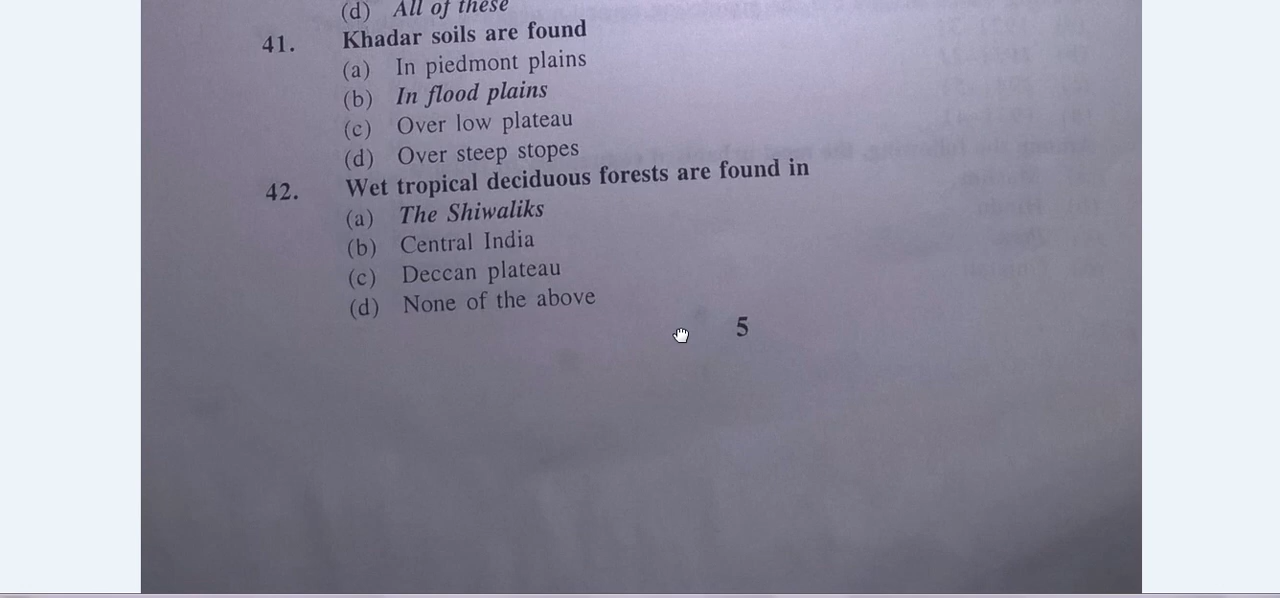 (d) All of these
41. Khadar soils are found
(a) In piedmont plains
(b) In flood plains
(c) Over low plateau
(d) Over steep stopes
42. Wet tropical deciduous forests are found in
(a) The Shiwaliks
(b) Central India
(c) Deccan plateau
(d) None of the above
5